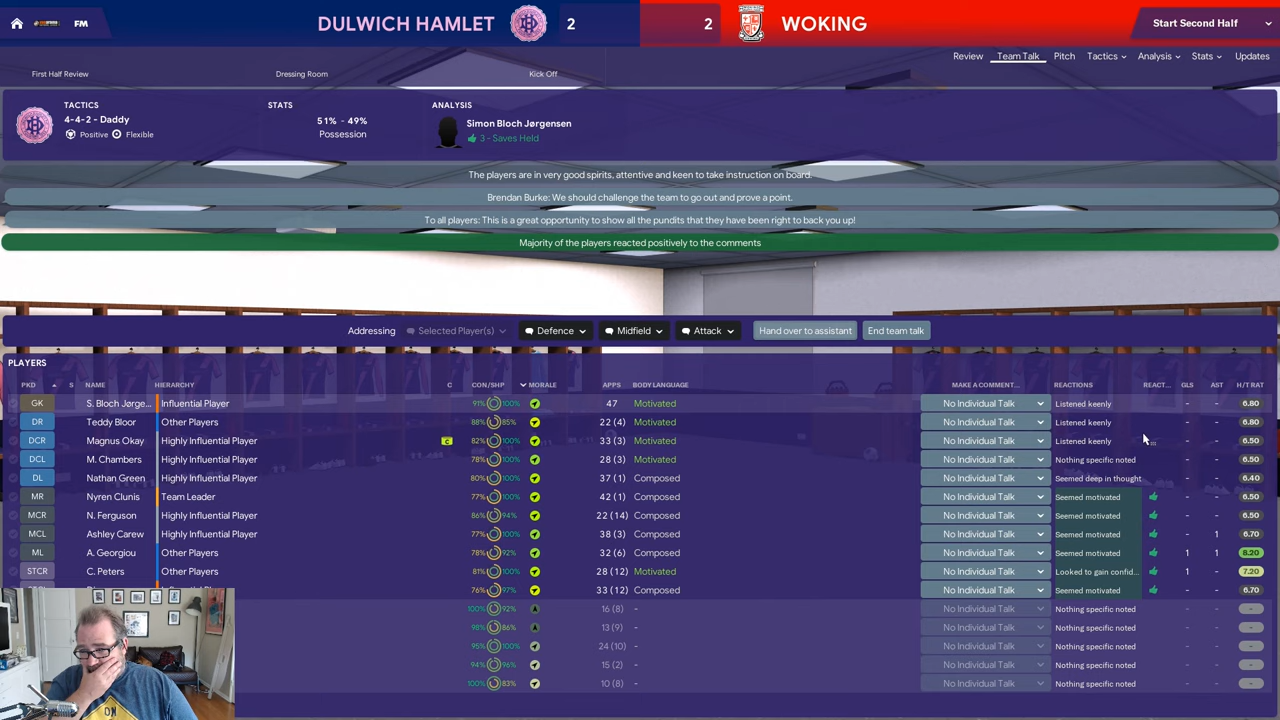 DULWICH HAMLET 2 2 WOKING Start Second Half
FM
Review Team Talk Pitch Tactics Analysis Stats Updates
First Half Review Dressing Room Kick Off
TACTICS STATS ANALYSIS
4-4-2 - Daddy
Positive Flexible
51% - 49%
Possession
Simon Bloch Jørgensen
3 - Saves Held
The players are in very good spirits, attentive and keen to take instruction on board.
Brendan Burke: We should challenge the team to go out and prove a point.
To all players: This is a great opportunity to show all the pundits that they have been right to back you up!
Majority of the players reacted positively to the comments
Addressing Selected Player(s) Defence Midfield Attack Hand over to assistant End team talk
PLAYERS
PKD S NAME HIERARCHY C CON/SHP MORALE APPS BODY LANGUAGE MAKE A COMMENT... REACTIONS REACT... GLS AST H/T RAT
GK S. Bloch Jørge... Influential Player 91% 100% 47 Motivated No Individual Talk Listened keenly - - 6.80
DR Teddy Bloor Other Players 88% 85% 22 (4) Motivated No Individual Talk Listened keenly - - 6.80
DCR Magnus Okay Highly Influential Player C 82% 100% 33 (3) Motivated No Individual Talk Listened keenly - - 6.50
DCL M. Chambers Highly Influential Player 78% 100% 28 (3) Motivated No Individual Talk Nothing specific noted - - 6.50
DL Nathan Green Highly Influential Player 80% 100% 37 (1) Composed No Individual Talk Seemed deep in thought - - 6.40
MR Nyren Clunis Team Leader 77% 100% 42 (1) Composed No Individual Talk Seemed motivated - - 6.50
MCR N. Ferguson Highly Influential Player 86% 94% 22 (14) Composed No Individual Talk Seemed motivated - - 6.50
MCL Ashley Carew Highly Influential Player 77% 100% 38 (3) Composed No Individual Talk Seemed motivated - 1 6.70
ML A. Georgiou Other Players 78% 92% 32 (6) Composed No Individual Talk Seemed motivated 1 1 8.20
STCR C. Peters Other Players 81% 100% 28 (12) Motivated No Individual Talk Looked to gain confid... 1 - 7.20
76% 97% 33 (12) Composed No Individual Talk Seemed motivated - - 6.70
100% 92% 16 (8) - No Individual Talk Nothing specific noted - - -
98% 86% 13 (9) - No Individual Talk Nothing specific noted - - -
95% 100% 24 (10) - No Individual Talk Nothing specific noted - - -
94% 96% 15 (2) - No Individual Talk Nothing specific noted - - -
100% 83% 10 (8) - No Individual Talk Nothing specific noted - - -